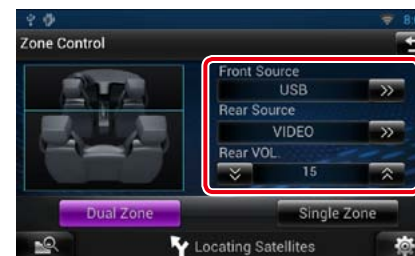 Zone Control
Front Source
USB
Rear Source
VIDEO
Rear VOL.
15
Dual Zone
Single Zone
Locating Satellites